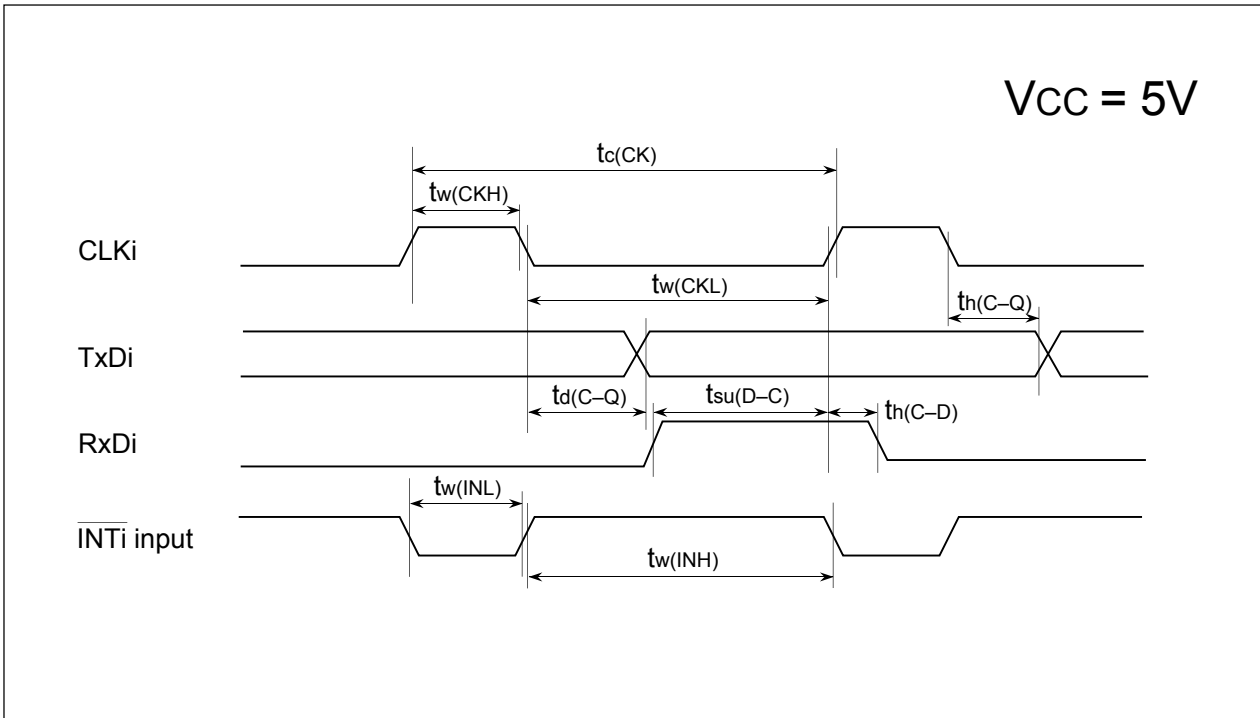 VCC = 5V
tc(CK)
tw(CKH)
CLKi
tw(CKL)
th(C–Q)
TxDi
td(C–Q)
tsu(D–C)
th(C–D)
RxDi
tw(INL)
INTi input
tw(INH)